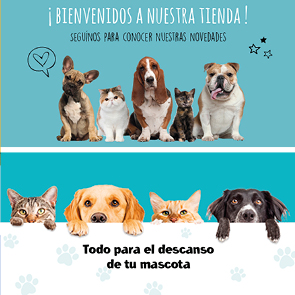 ¡BIENVENIDOS A NUESTRA TIENDA!
SEGUÍNOS PARA CONOCER NUESTRAS NOVEDADES
Todo para el descanso
de tu mascota